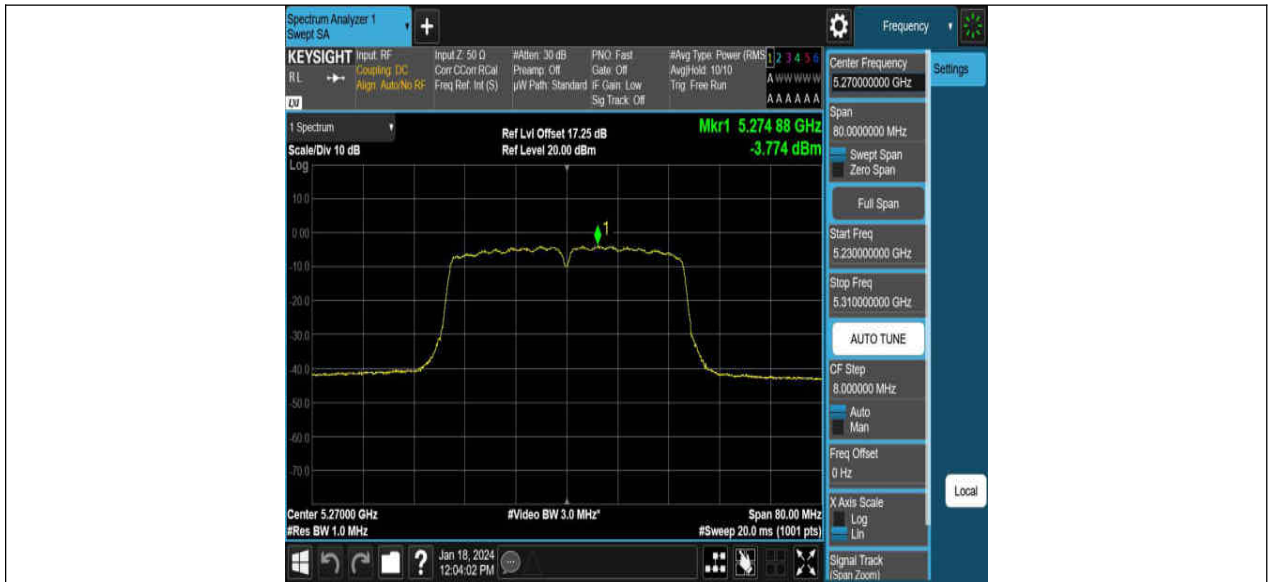 Spectrum Analyzer 1
Swept SA
+
Frequency
KEYSIGHT
RL
LXI
Input: RF
Coupling: DC
Align: Auto/No RF
Input Z: 50 Ω
Corr CCorr RCal
Freq Ref: Int (S)
#Atten: 30 dB
Preamp: Off
µW Path: Standard
PNO: Fast
Gate: Off
IF Gain: Low
Sig Track: Off
#Avg Type: Power (RMS
Avg|Hold: 10/10
Trig: Free Run
1 2 3 4 5 6
A W W W W W
A A A A A A
1 Spectrum
Scale/Div 10 dB
Ref Lvl Offset 17.25 dB
Ref Level 20.00 dBm
Mkr1 5.274 88 GHz
-3.774 dBm
Log
10.0
0.00
-10.0
-20.0
-30.0
-40.0
-50.0
-60.0
-70.0
1
Center 5.27000 GHz
#Res BW 1.0 MHz
#Video BW 3.0 MHz*
Span 80.00 MHz
#Sweep 20.0 ms (1001 pts)
?
Jan 18, 2024
12:04:02 PM
Center Frequency
5.270000000 GHz
Span
80.0000000 MHz
Swept Span
Zero Span
Full Span
Start Freq
5.230000000 GHz
Stop Freq
5.310000000 GHz
AUTO TUNE
CF Step
8.000000 MHz
Auto
Man
Freq Offset
0 Hz
X Axis Scale
Log
Lin
Signal Track
(Span Zoom)
Settings
Local